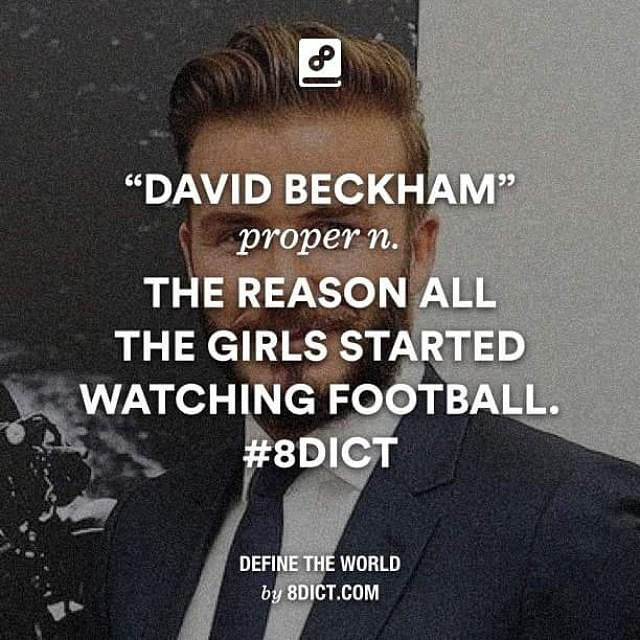 “DAVID BECKHAM”
proper n.
THE REASON ALL
THE GIRLS STARTED
WATCHING FOOTBALL.
#8DICT
DEFINE THE WORLD
by 8DICT.COM